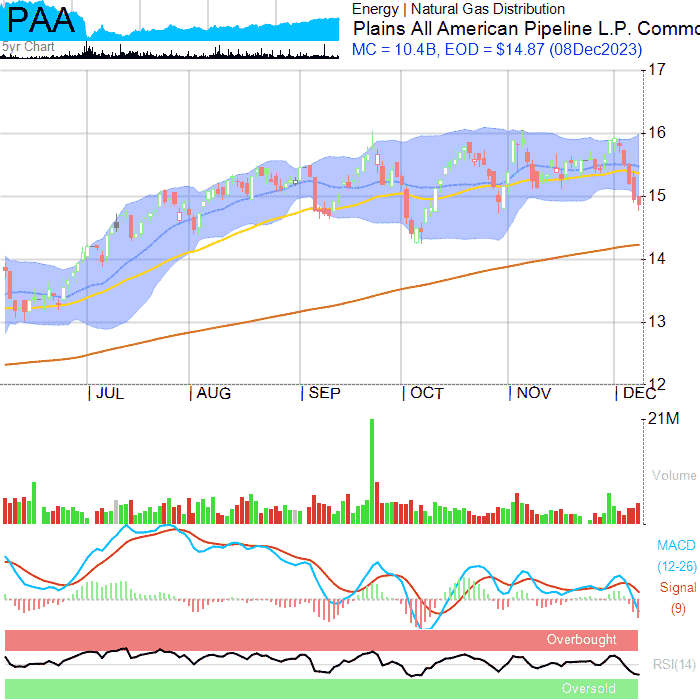 PAA
5yr Chart
Energy | Natural Gas Distribution
Plains All American Pipeline L.P. Commo
MC = 10.4B, EOD = $14.87 (08Dec2023)
17
16
15
14
13
12
JUL AUG SEP OCT NOV DEC
21M
Volume
MACD
(12-26)
Signal
(9)
Overbought
RSI(14)
Oversold